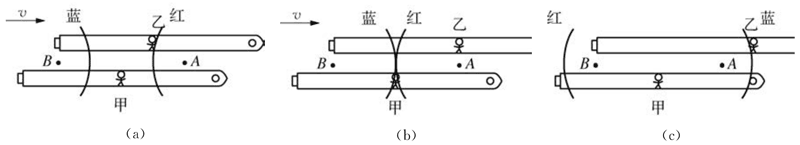 v 蓝 乙 红
B A
甲
(a)
v 蓝 红 乙
B A
甲
(b)
红 乙 蓝
B A
甲
(c)